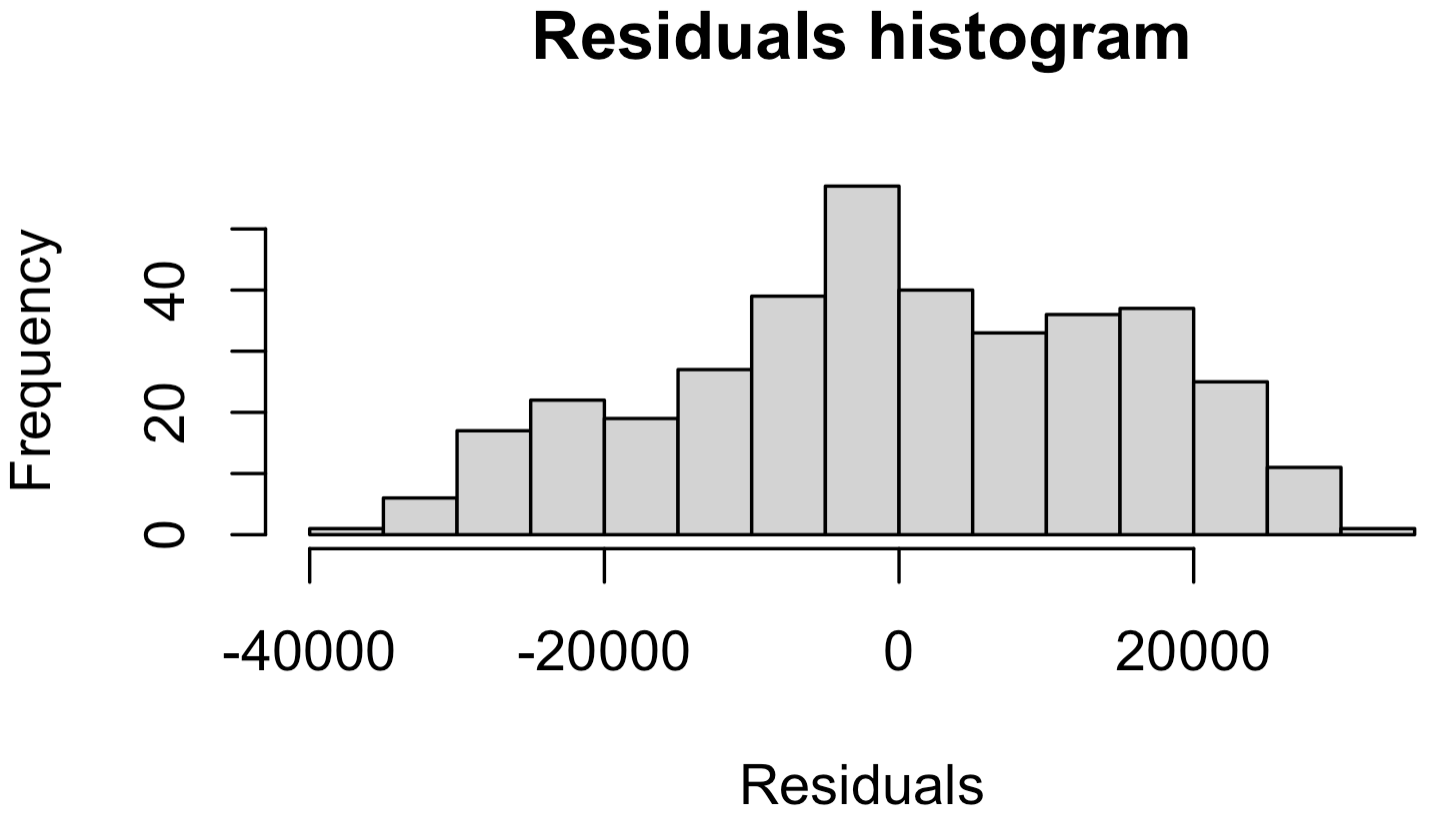 Residuals histogram
Frequency
40
20
0
-40000 -20000 0 20000
Residuals